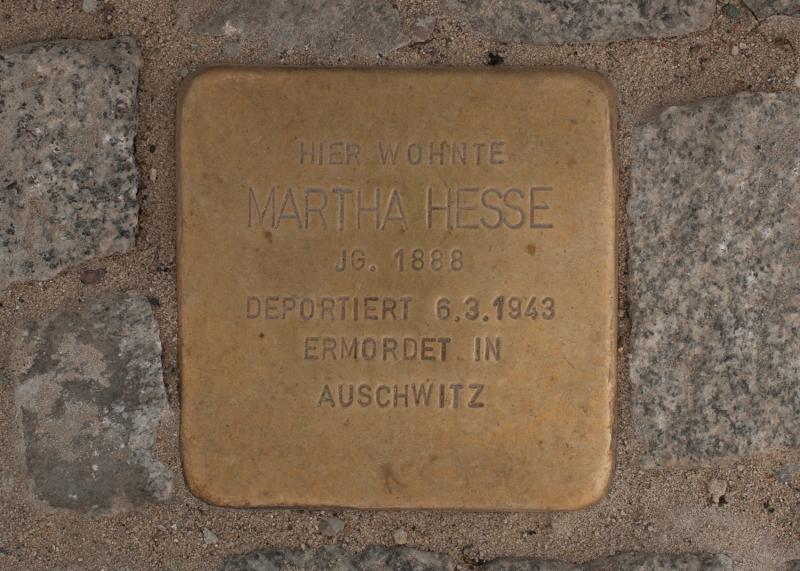 HIER WOHNTE
MARTHA HESSE
JG. 1888
DEPORTIERT 6.3.1943
ERMORDET IN
AUSCHWITZ